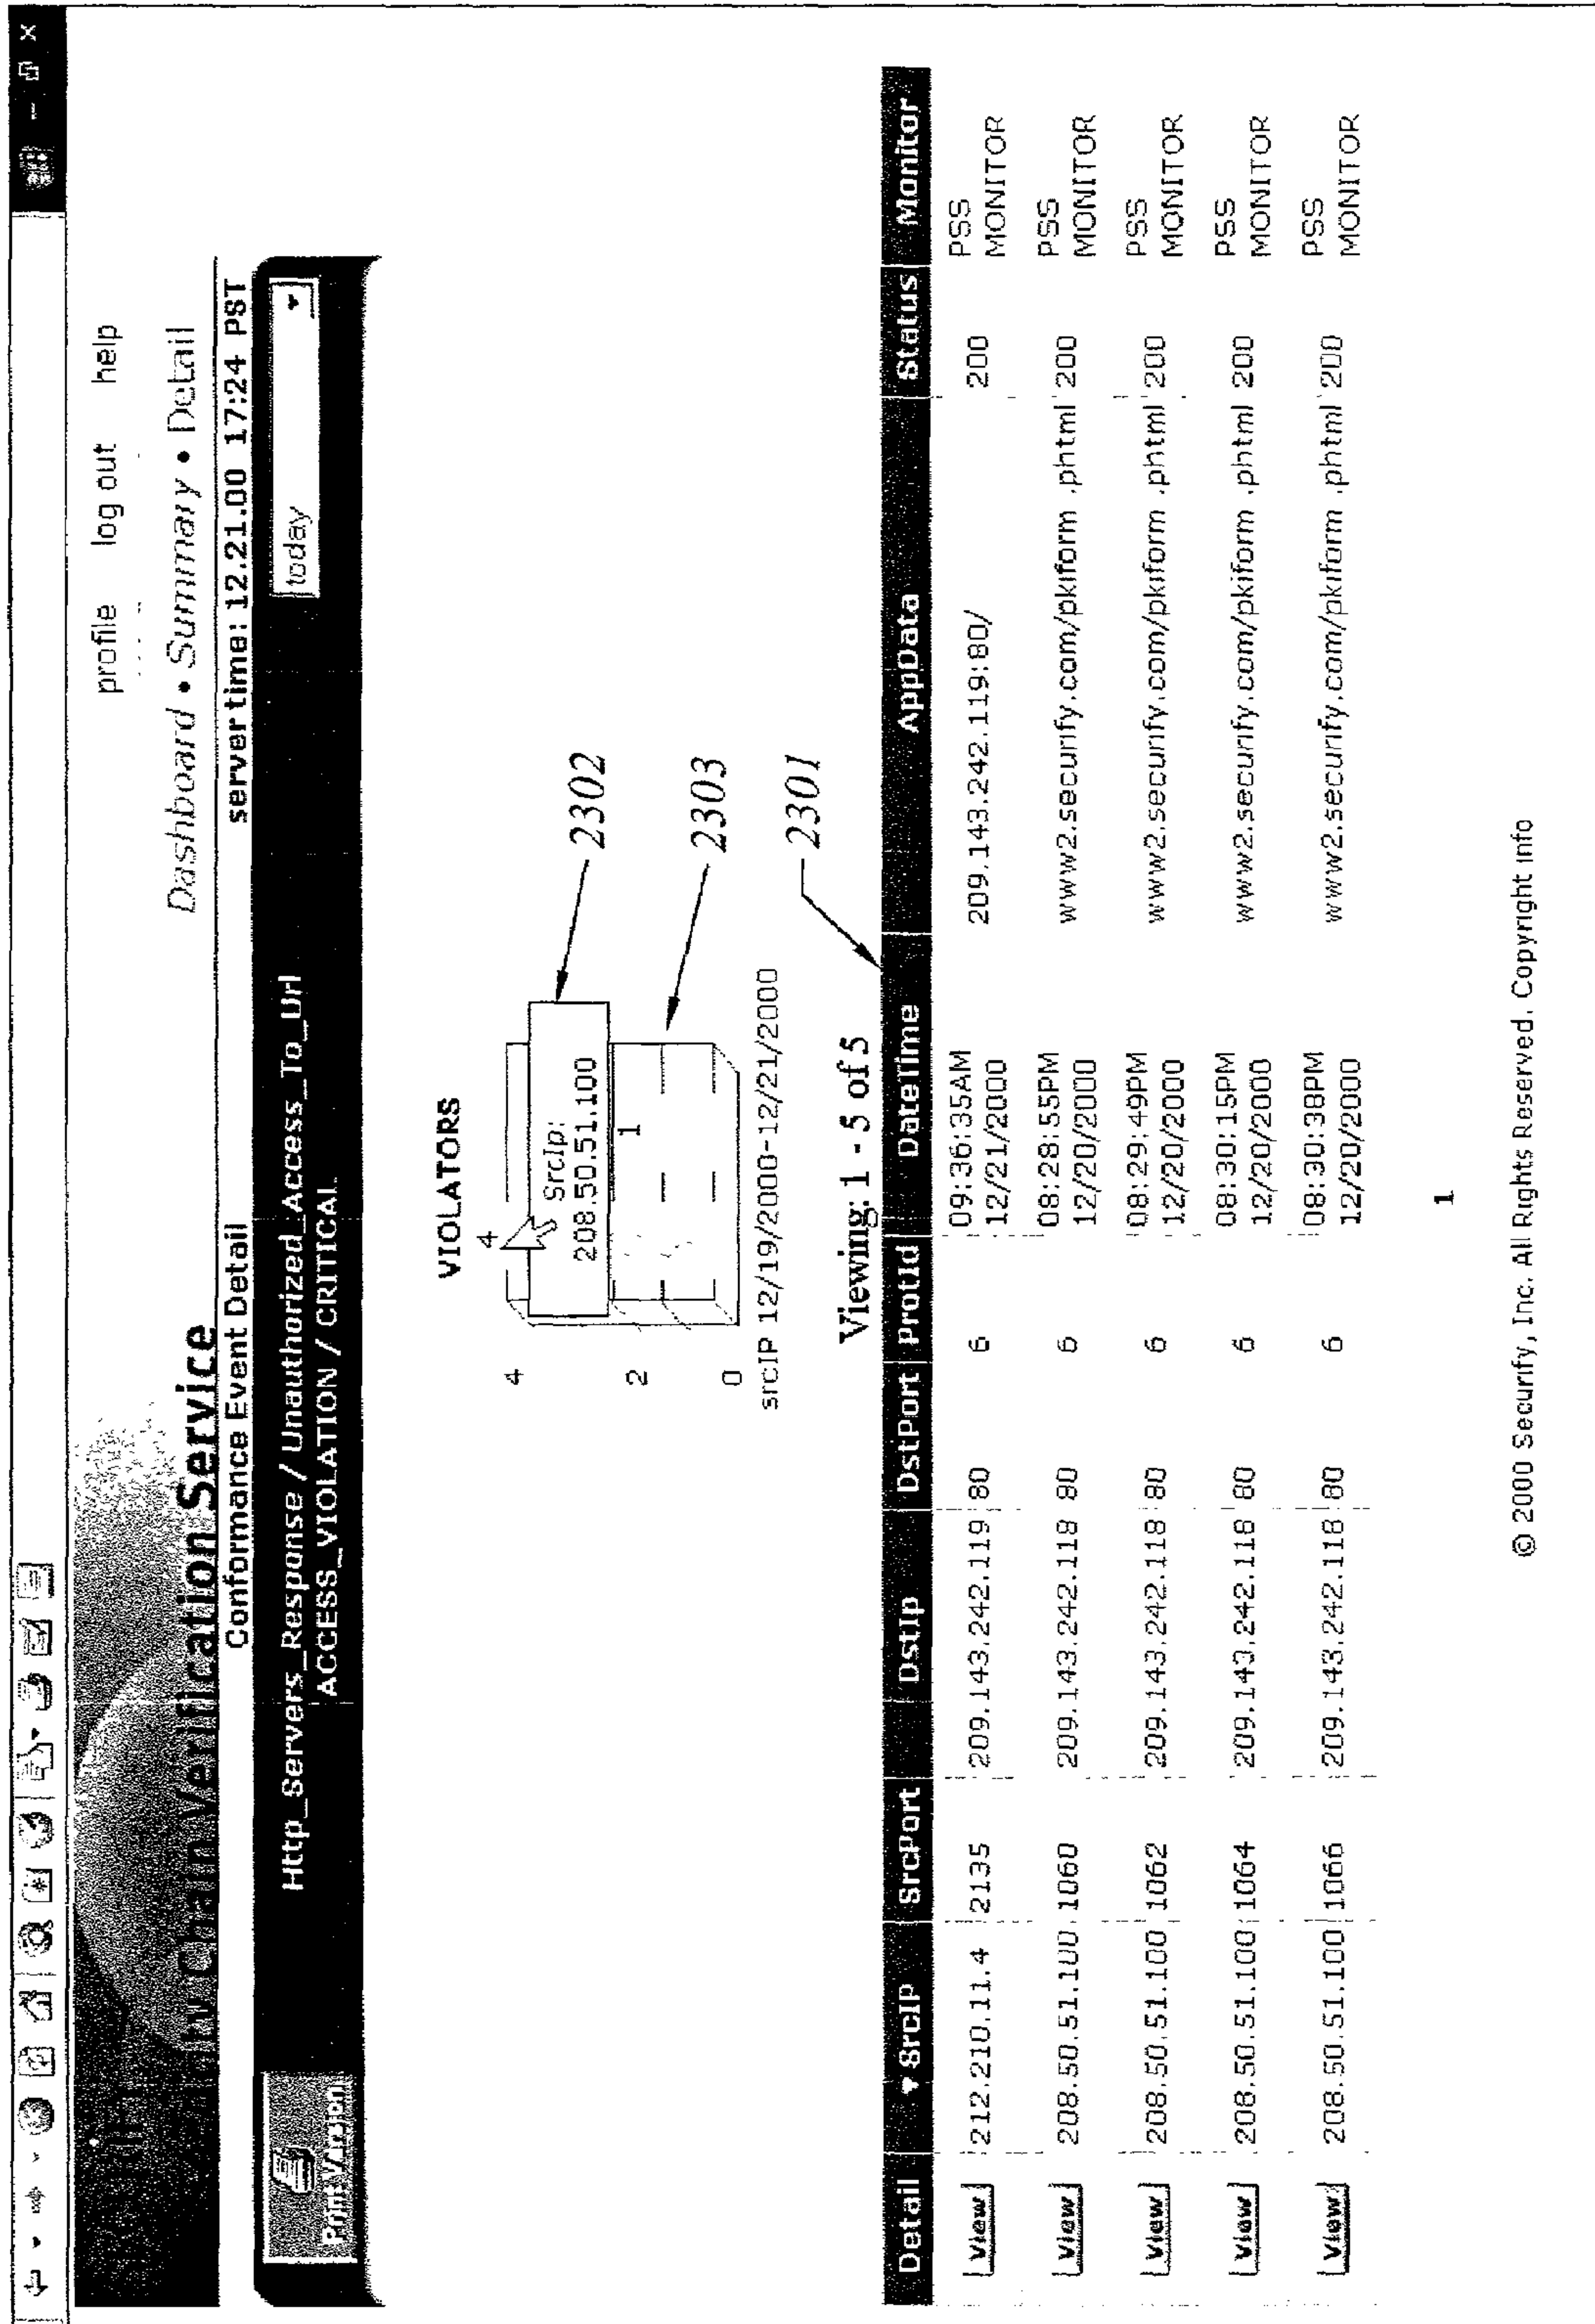 profile log out help
Chain Verification Service
Dashboard • Summary • Detail
Conformance Event Detail
server time: 12.21.00 17:24 PST
Print Version
Http_Servers_Response / Unauthorized_Access_To_Url
ACCESS_VIOLATION / CRITICAL
today
VIOLATORS
4
4
SrcIp:
208.50.51.100
2302
2
1
2303
0
srcIP 12/19/2000-12/21/2000
2301
Viewing: 1 - 5 of 5
Detail SrcIP SrcPort DstIp DstPort ProtId DateTime AppData Status Monitor
View 212.210.11.4 2135 209.143.242.119 80 6 09:36:35AM 12/21/2000 209.143.242.119:80/ 200 PSS MONITOR
View 208.50.51.100 1060 209.143.242.118 80 6 08:28:55PM 12/20/2000 www2.securify.com/pkiform.phtml 200 PSS MONITOR
View 208.50.51.100 1062 209.143.242.118 80 6 08:29:49PM 12/20/2000 www2.securify.com/pkiform.phtml 200 PSS MONITOR
View 208.50.51.100 1064 209.143.242.118 80 6 08:30:15PM 12/20/2000 www2.securify.com/pkiform.phtml 200 PSS MONITOR
View 208.50.51.100 1066 209.143.242.118 80 6 08:30:38PM 12/20/2000 www2.securify.com/pkiform.phtml 200 PSS MONITOR
1
© 2000 Securify, Inc. All Rights Reserved. Copyright info